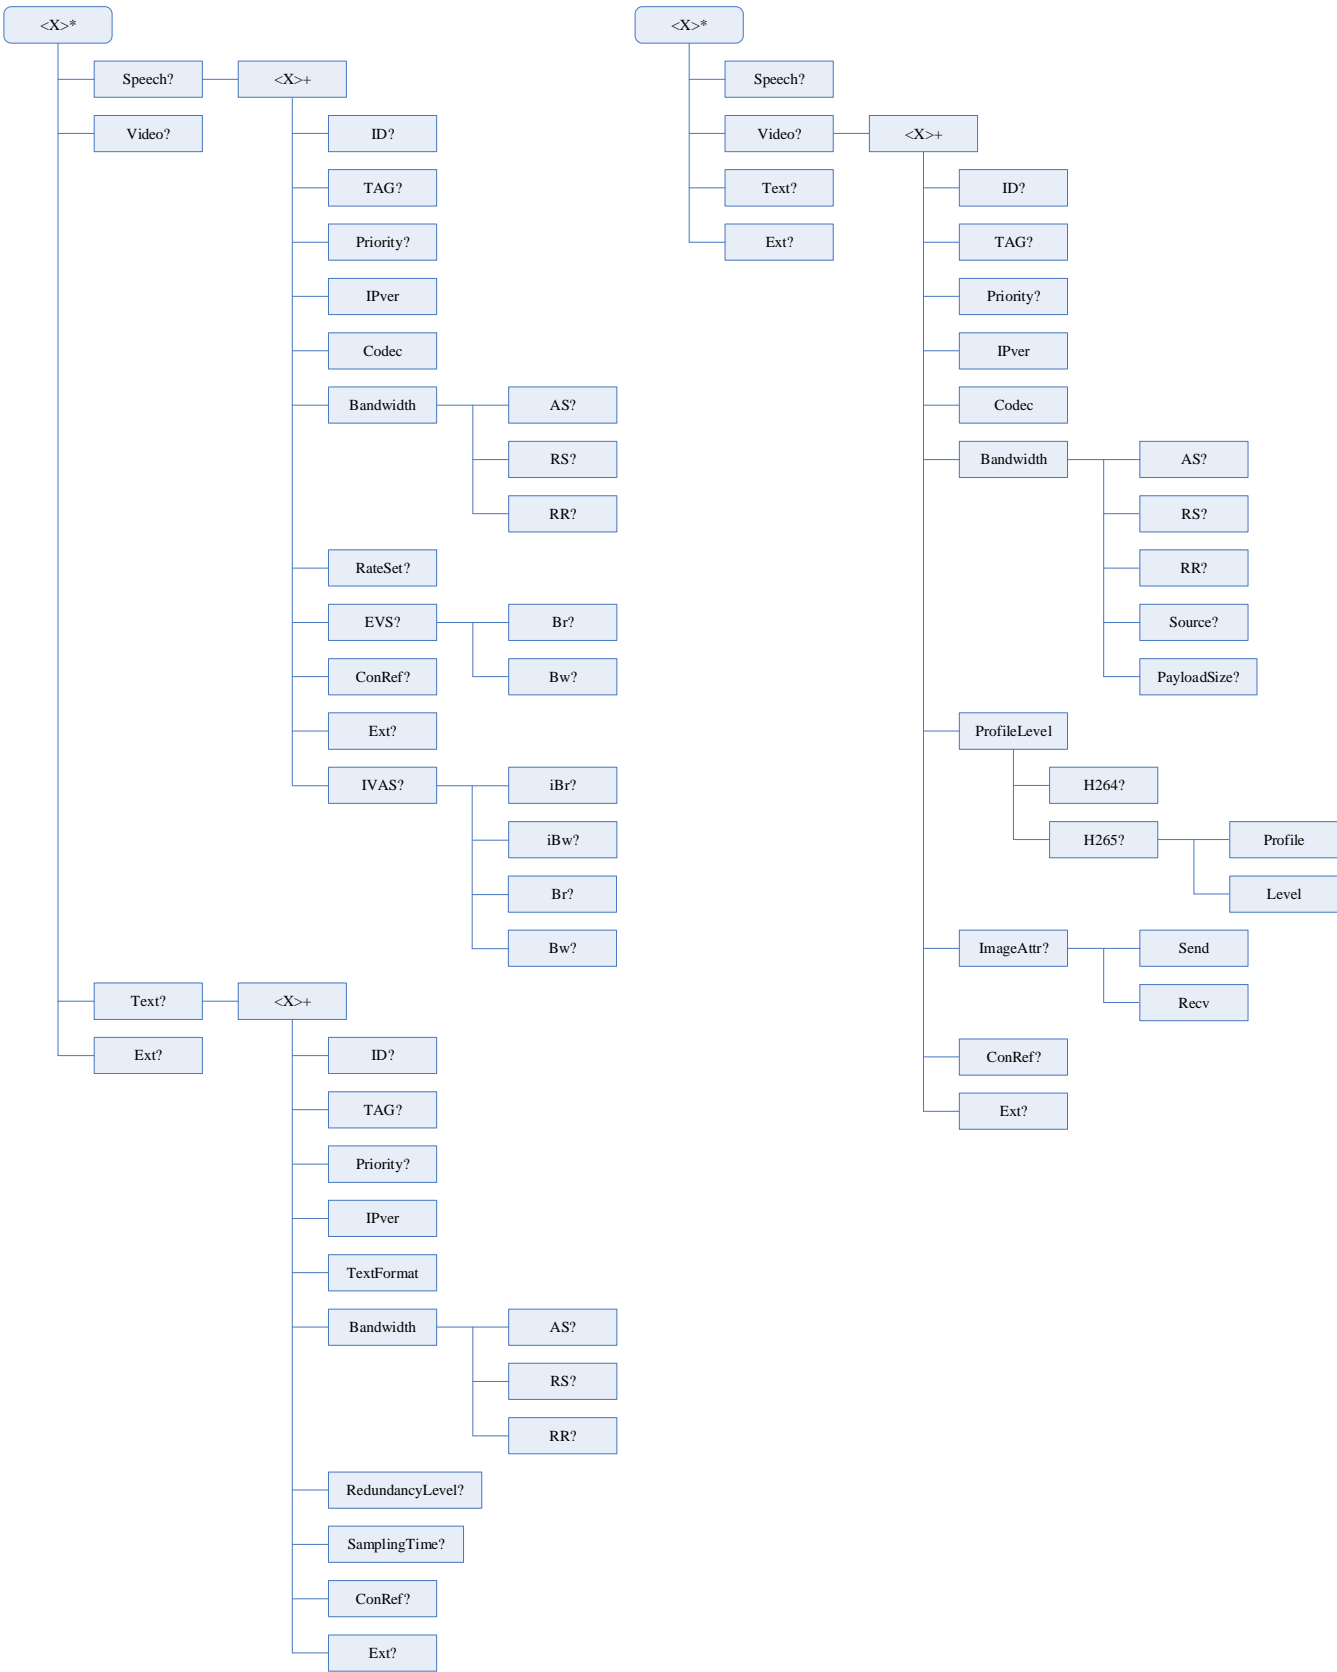 <X>*
Speech?
<X>+
Video?
ID?
TAG?
Priority?
IPver
Codec
Bandwidth
AS?
RS?
RR?
RateSet?
EVS?
Br?
Bw?
ConRef?
Ext?
IVAS?
iBr?
iBw?
Br?
Bw?
Text?
<X>+
Ext?
ID?
TAG?
Priority?
IPver
TextFormat
Bandwidth
AS?
RS?
RR?
RedundancyLevel?
SamplingTime?
ConRef?
Ext?
<X>*
Speech?
Video?
<X>+
Text?
Ext?
ID?
TAG?
Priority?
IPver
Codec
Bandwidth
AS?
RS?
RR?
Source?
PayloadSize?
ProfileLevel
H264?
H265?
Profile
Level
ImageAttr?
Send
Recv
ConRef?
Ext?